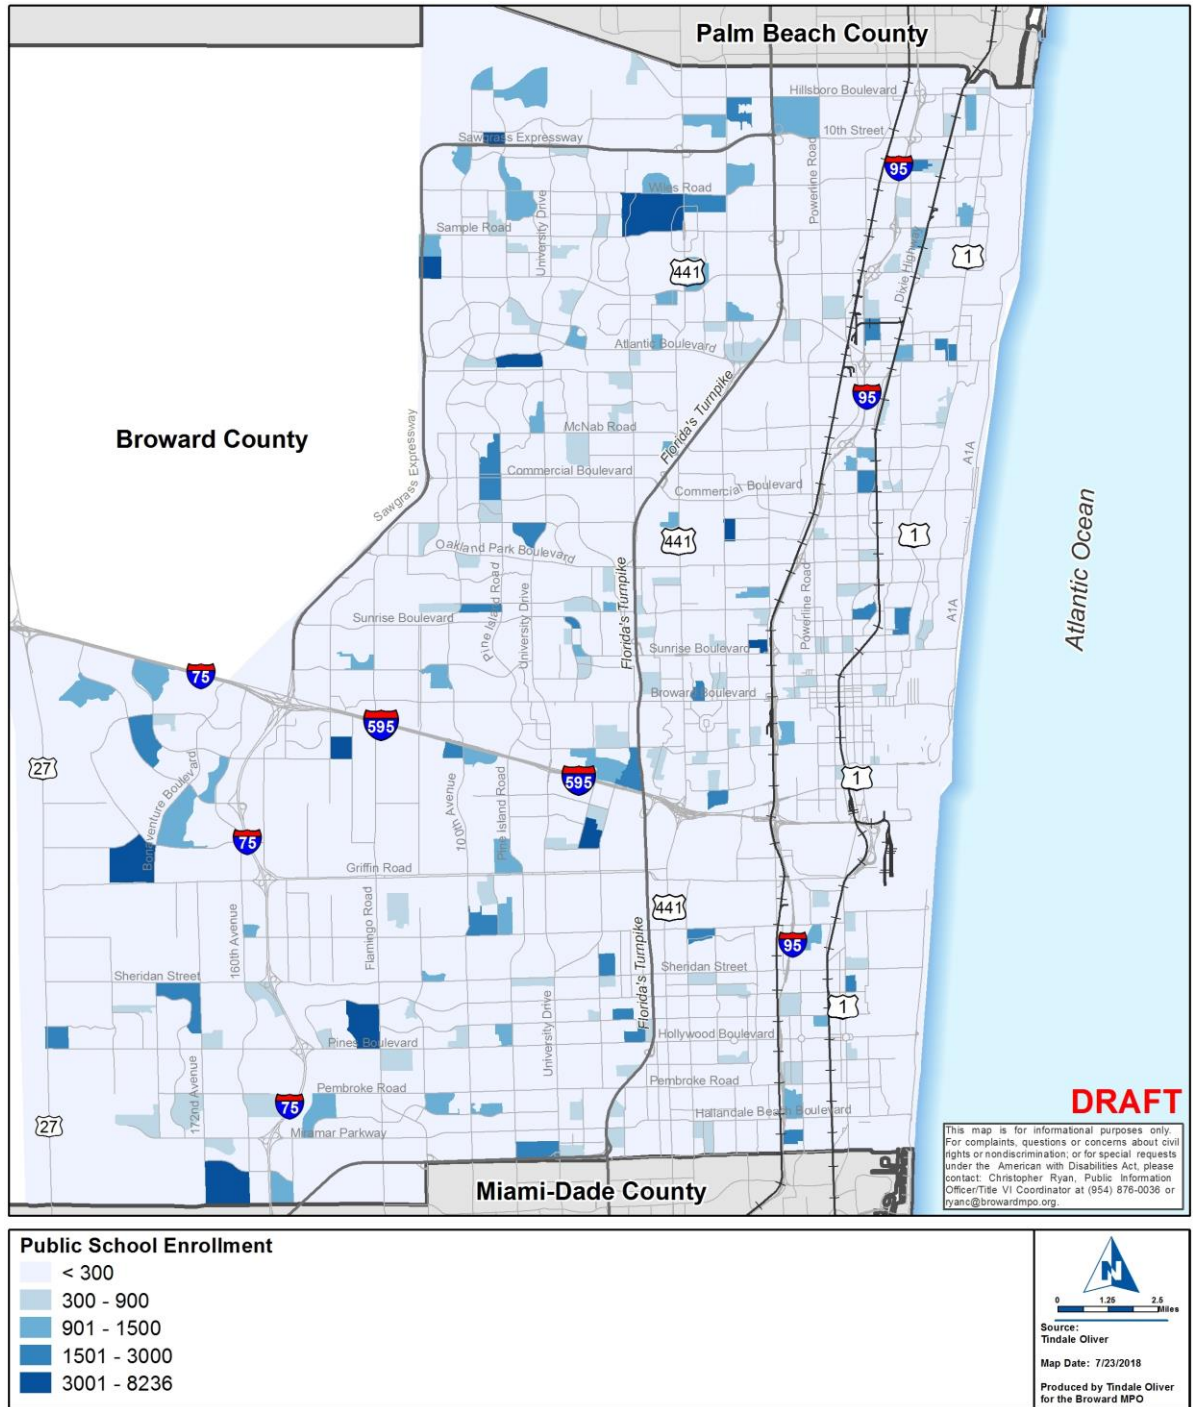 Palm Beach County
Hillsboro Boulevard
10th Street
Sawgrass Expressway
95
Powerline Road
Wiles Road
University Drive
Sample Road
1
441
Dixie Highway
Atlantic Boulevard
Florida's Turnpike
95
McNab Road
Broward County
Sawgrass Expressway
Commercial Boulevard
A1A
Commercial Boulevard
Atlantic Ocean
441
1
Oakland Park Boulevard
Pine Island Road
University Drive
Florida's Turnpike
Powerline Road
A1A
Sunrise Boulevard
Sunrise Boulevard
75
Broward Boulevard
595
27
595
1
Bonaventure Boulevard
100th Avenue
Pine Island Road
75
Griffin Road
Flamingo Road
160th Avenue
441
95
Florida's Turnpike
Sheridan Street
Sheridan Street
University Drive
1
Pines Boulevard
Hollywood Boulevard
172nd Avenue
Pembroke Road
Pembroke Road
75
Hallandale Beach Boulevard
27
Miramar Parkway
Miami-Dade County
DRAFT
This map is for informational purposes only.
For complaints, questions or concerns about civil
rights or nondiscrimination; or for special requests
under the American with Disabilities Act, please
contact: Christopher Ryan, Public Information
Officer/Title VI Coordinator at (954) 876-0036 or
ryanc@browardmpo.org.
Public School Enrollment
< 300
300 - 900
901 - 1500
1501 - 3000
3001 - 8236
N
0 1.25 2.5
Miles
Source:
Tindale Oliver
Map Date: 7/23/2018
Produced by Tindale Oliver
for the Broward MPO